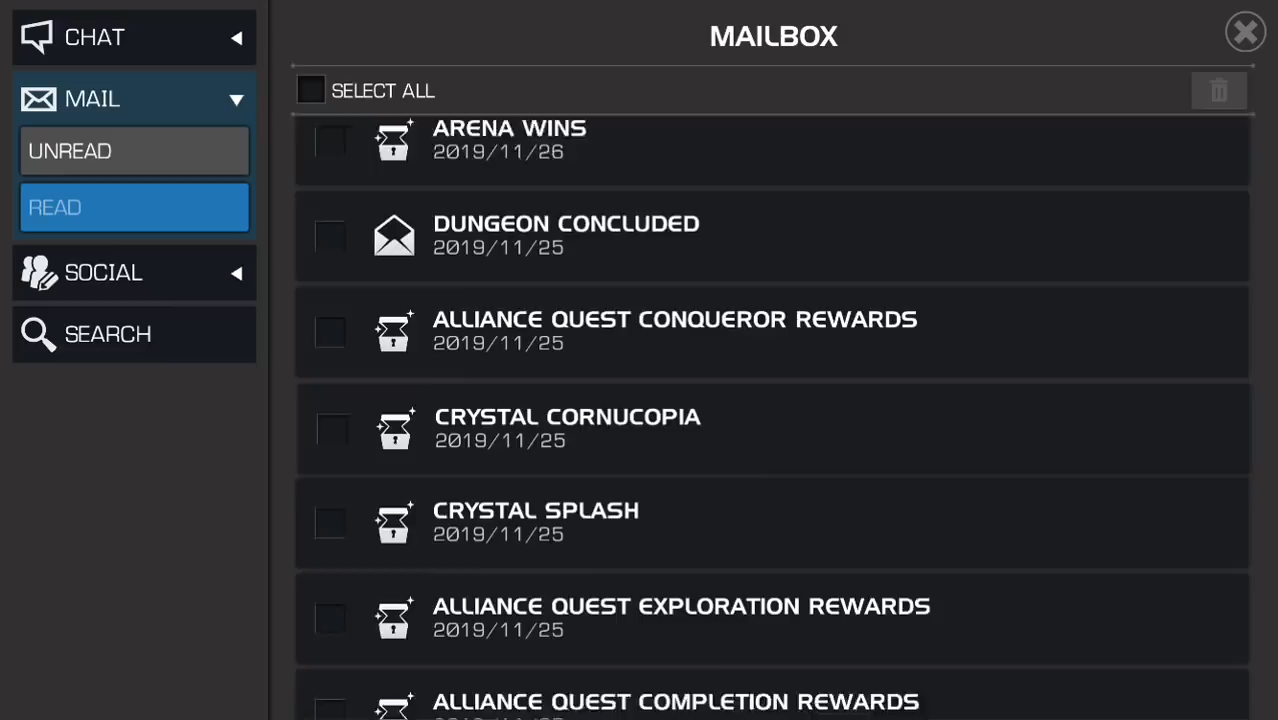 CHAT
MAIL
UNREAD
READ
SOCIAL
SEARCH
MAILBOX
SELECT ALL
ARENA WINS
2019/11/26
DUNGEON CONCLUDED
2019/11/25
ALLIANCE QUEST CONQUEROR REWARDS
2019/11/25
CRYSTAL CORNUCOPIA
2019/11/25
CRYSTAL SPLASH
2019/11/25
ALLIANCE QUEST EXPLORATION REWARDS
2019/11/25
ALLIANCE QUEST COMPLETION REWARDS